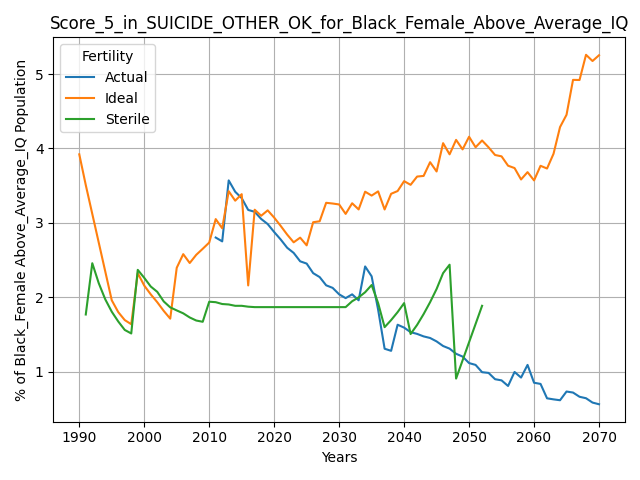 Score_5_in_SUICIDE_OTHER_OK_for_Black_Female_Above_Average_IQ
% of Black_Female Above_Average_IQ Population
Fertility
Actual
Ideal
Sterile
5
4
3
2
1
1990 2000 2010 2020 2030 2040 2050 2060 2070
Years